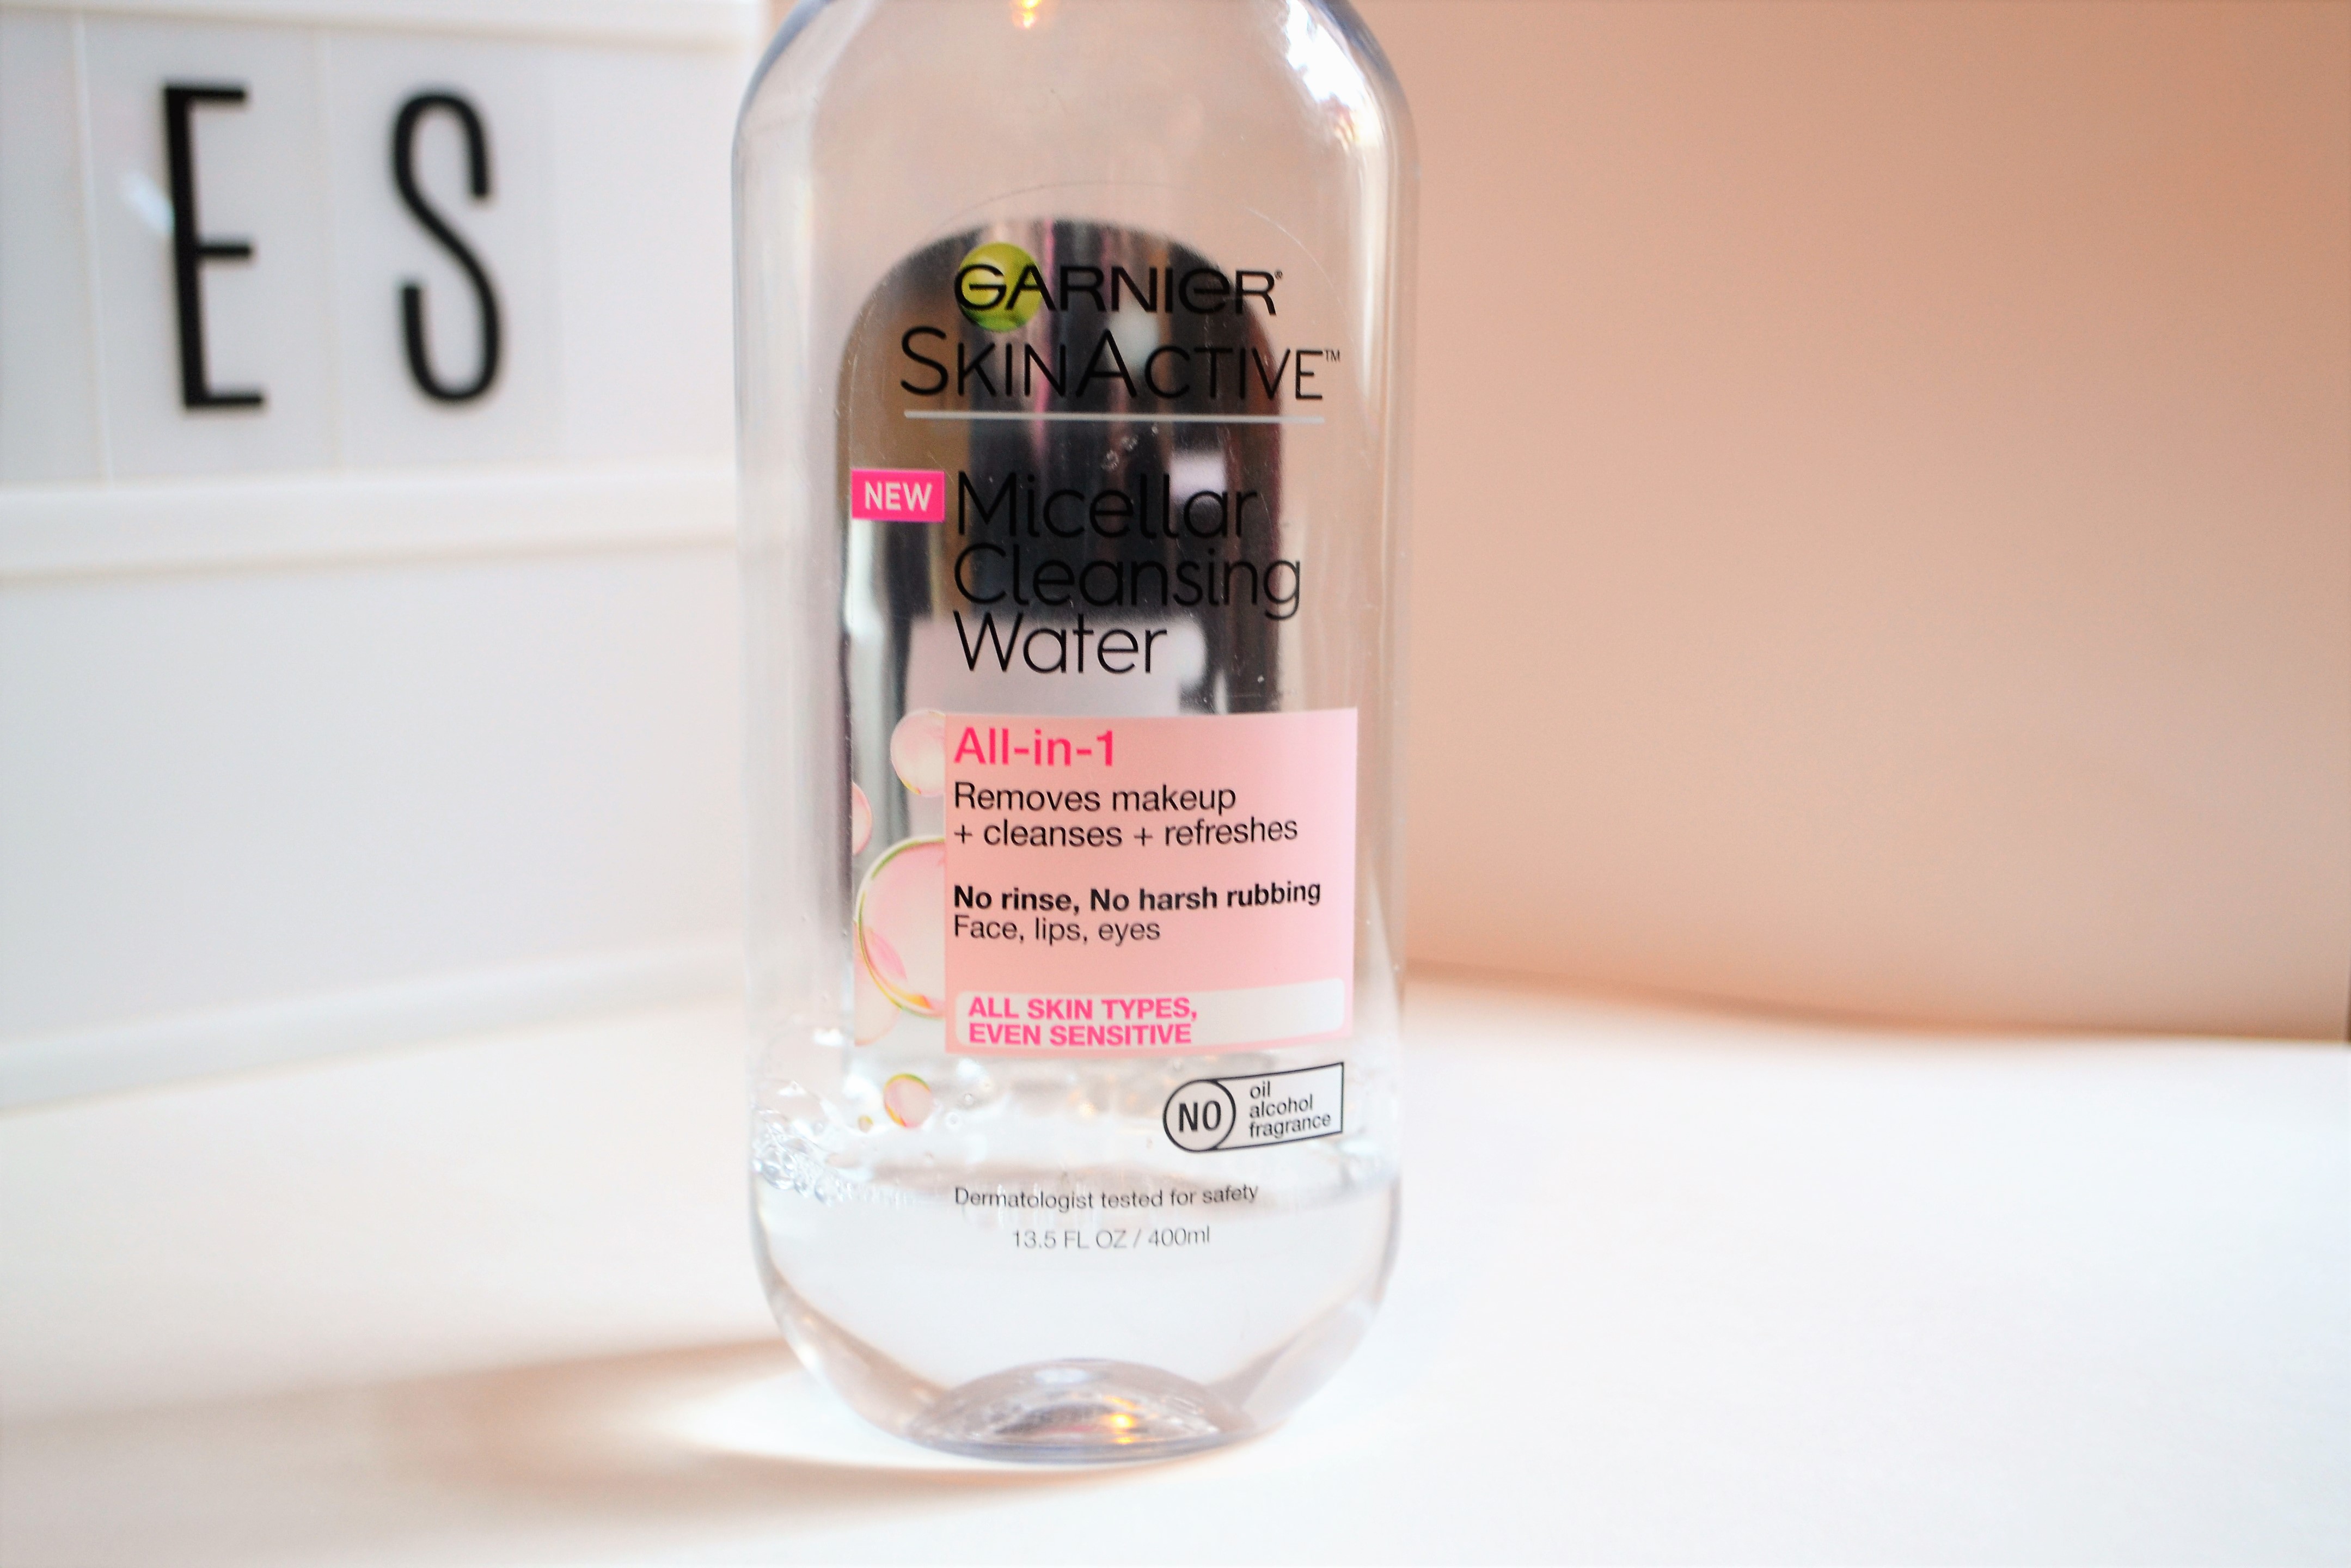 E S
GARNIER®
SKINACTIVE™
NEW
Micellar
Cleansing
Water
All-in-1
Removes makeup
+ cleanses + refreshes
No rinse, No harsh rubbing
Face, lips, eyes
ALL SKIN TYPES,
EVEN SENSITIVE
NO
oil
alcohol
fragrance
Dermatologist tested for safety
13.5 FL OZ / 400ml